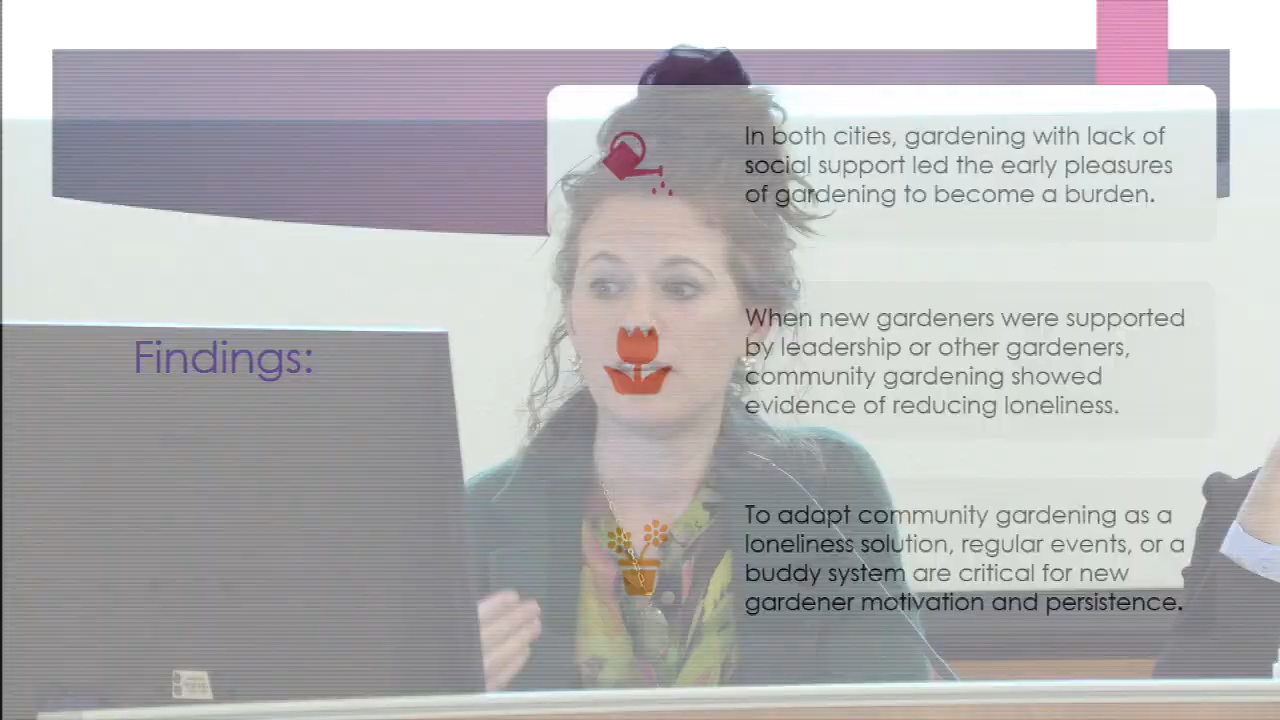 Findings:
In both cities, gardening with lack of
social support led the early pleasures
of gardening to become a burden.
When new gardeners were supported
by leadership or other gardeners,
community gardening showed
evidence of reducing loneliness.
To adapt community gardening as a
loneliness solution, regular events, or a
buddy system are critical for new
gardener motivation and persistence.